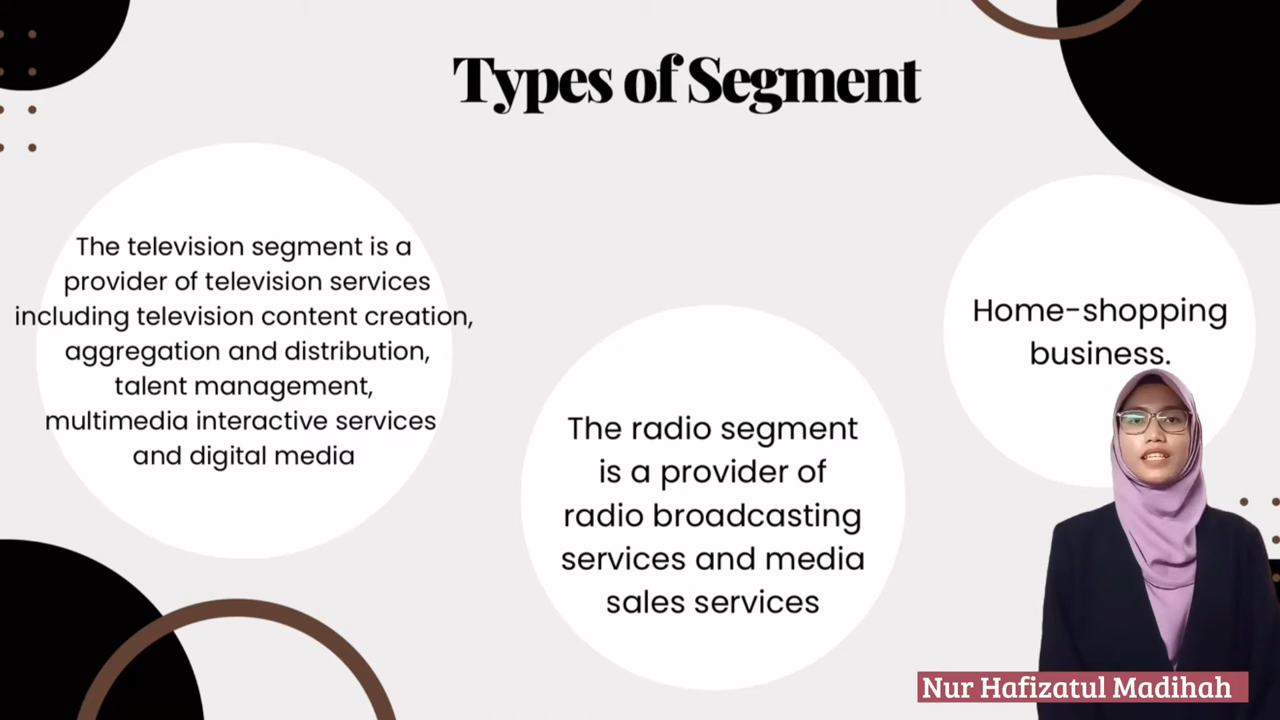 Types of Segment
The television segment is a
provider of television services
including television content creation,
aggregation and distribution,
talent management,
multimedia interactive services
and digital media
The radio segment
is a provider of
radio broadcasting
services and media
sales services
Home-shopping
business.
Nur Hafizatul Madihah